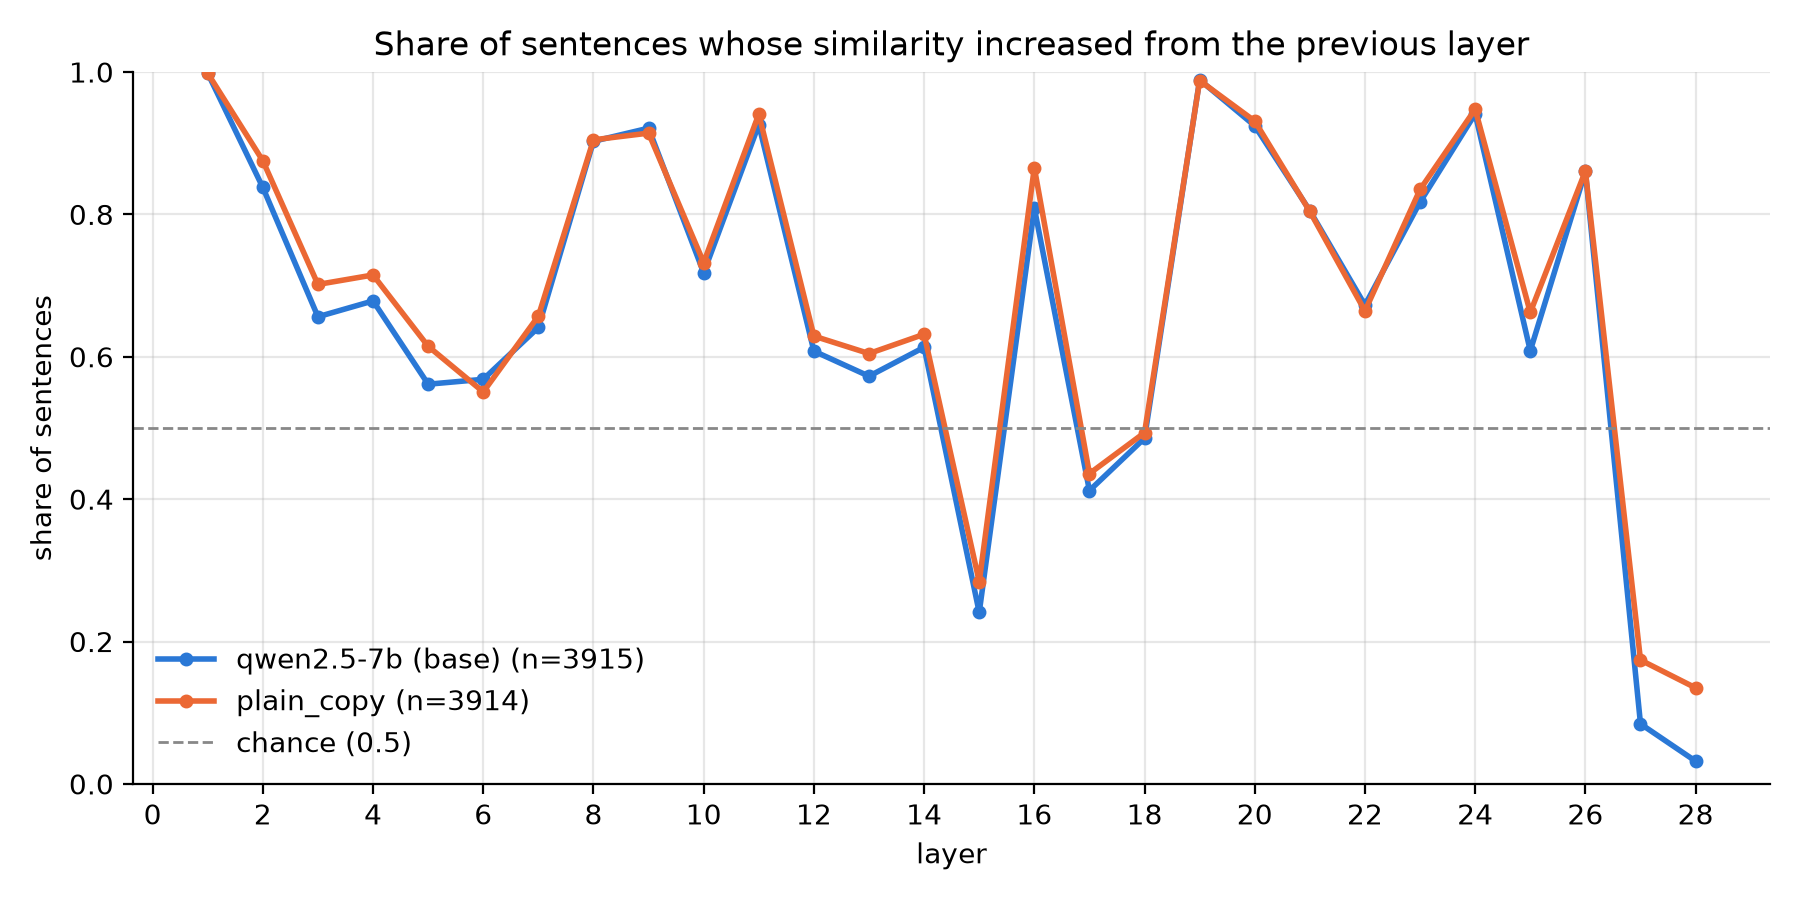 Share of sentences whose similarity increased from the previous layer
share of sentences
1.0
0.8
0.6
0.4
0.2
0.0
qwen2.5-7b (base) (n=3915)
plain_copy (n=3914)
chance (0.5)
0 2 4 6 8 10 12 14 16 18 20 22 24 26 28
layer